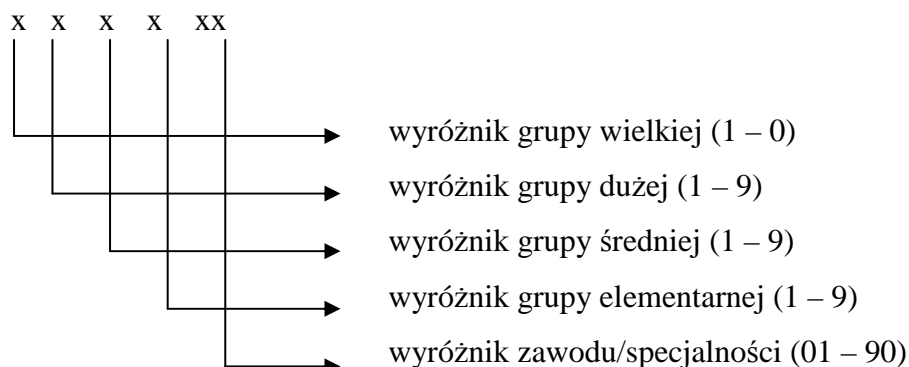 x x x x xx
wyróżnik grupy wielkiej (1 – 0)
wyróżnik grupy dużej (1 – 9)
wyróżnik grupy średniej (1 – 9)
wyróżnik grupy elementarnej (1 – 9)
wyróżnik zawodu/specjalności (01 – 90)